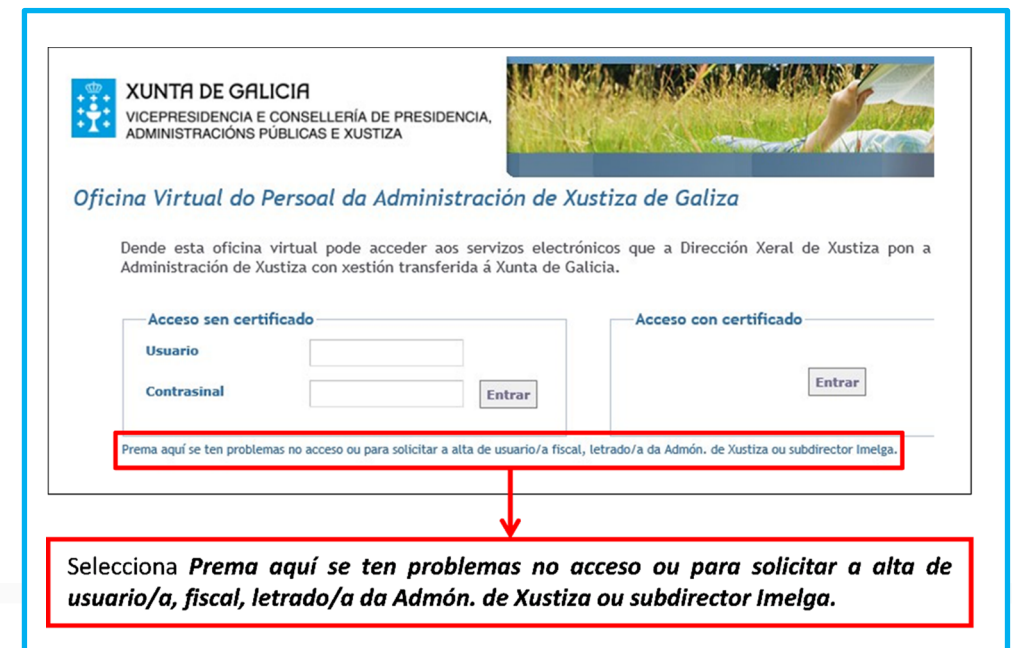 XUNTA DE GALICIA
VICEPRESIDENCIA E CONSELLERÍA DE PRESIDENCIA,
ADMINISTRACIÓNS PÚBLICAS E XUSTIZA
Oficina Virtual do Persoal da Administración de Xustiza de Galiza
Dende esta oficina virtual pode acceder aos servizos electrónicos que a Dirección Xeral de Xustiza pon a
Administración de Xustiza con xestión transferida á Xunta de Galicia.
Acceso sen certificado
Usuario
Contrasinal
Entrar
Acceso con certificado
Entrar
Prema aquí se ten problemas no acceso ou para solicitar a alta de usuario/a fiscal, letrado/a da Admón. de Xustiza ou subdirector Imelga.
Selecciona Prema aquí se ten problemas no acceso ou para solicitar a alta de
usuario/a, fiscal, letrado/a da Admón. de Xustiza ou subdirector Imelga.